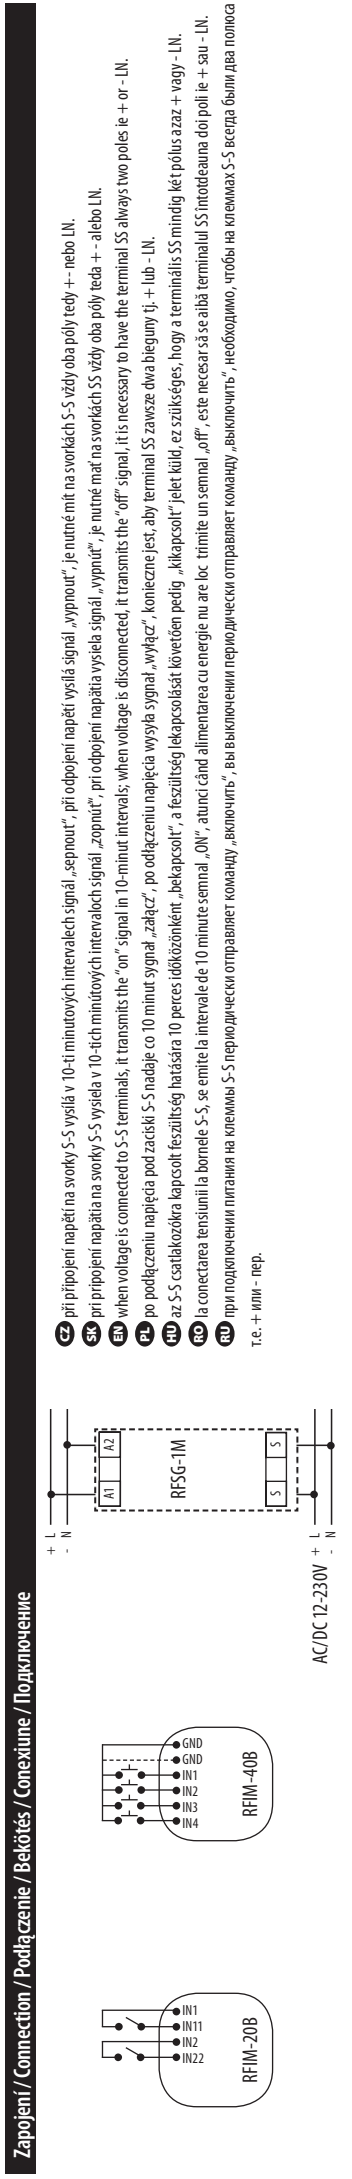 Zapojení / Connection / Podłączenie / Bekötés / Conexiune / Подключение
IN1
IN11
IN2
IN22
RFIM-20B
GND
GND
IN1
IN2
IN3
IN4
RFIM-40B
+ L
- N
A1
A2
RFSG-1M
S
S
AC/DC 12-230V + L
- N
CZ při připojení napětí na svorky S-S vysílá v 10-ti minutových intervalech signál „sepnout“, při odpojení napětí vysílá signál „vypnout“, je nutné mít na svorkách S-S vždy oba póly tedy +- nebo LN.
SK pri pripojení napätia na svorky S-S vysiela v 10-tich minútových intervaloch signál „zopnúť“, pri odpojení napätia vysiela signál „vypnúť“, je nutné mať na svorkách SS vždy oba póly teda + - alebo LN.
EN when voltage is connected to S-S terminals, it transmits the “on” signal in 10-minut intervals; when voltage is disconnected, it transmits the “off” signal, it is necessary to have the terminal SS always two poles ie + or - LN.
PL po podłączeniu napięcia pod zaciski S-S nadaje co 10 minut sygnał „załącz”, po odłączeniu napięcia wysyła sygnał „wyłącz”, konieczne jest, aby terminal SS zawsze dwa bieguny tj. + lub - LN.
HU az S-S csatlakozókra kapcsolt feszültség hatására 10 perces időközönként „bekapcsolt”, a feszültség lekapcsolását követően pedig „kikapcsolt” jelet küld, ez szükséges, hogy a terminális SS mindig két pólus azaz + vagy - LN.
RO la conectarea tensiunii la bornele S-S, se emite la intervale de 10 minute semnal „ON“, atunci când alimentarea cu energie nu are loc trimite un semnal „off“, este necesar să se aibă terminalul SS întotdeauna doi poli ie + sau - LN.
RU при подключении питания на клеммы S-S периодически отправляет команду „включить“, вы выключении периодически отправляет команду „выключить“, необходимо, чтобы на клеммах S-S всегда были два полюса
т.е. + или - пер.